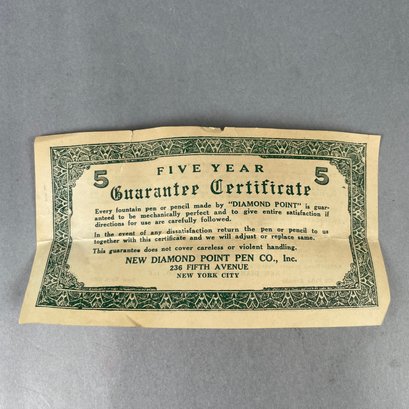 FIVE YEAR
5 Guarantee Certificate 5
Every fountain pen or pencil made by "DIAMOND POINT" is guar-
anteed to be mechanically perfect and to give entire satisfaction if
directions for use are carefully followed.
In the event of any dissatisfaction return the pen or pencil to us
together with this certificate and we will adjust or replace same.
This guarantee does not cover careless or violent handling.
NEW DIAMOND POINT PEN CO., Inc.
236 FIFTH AVENUE
NEW YORK CITY